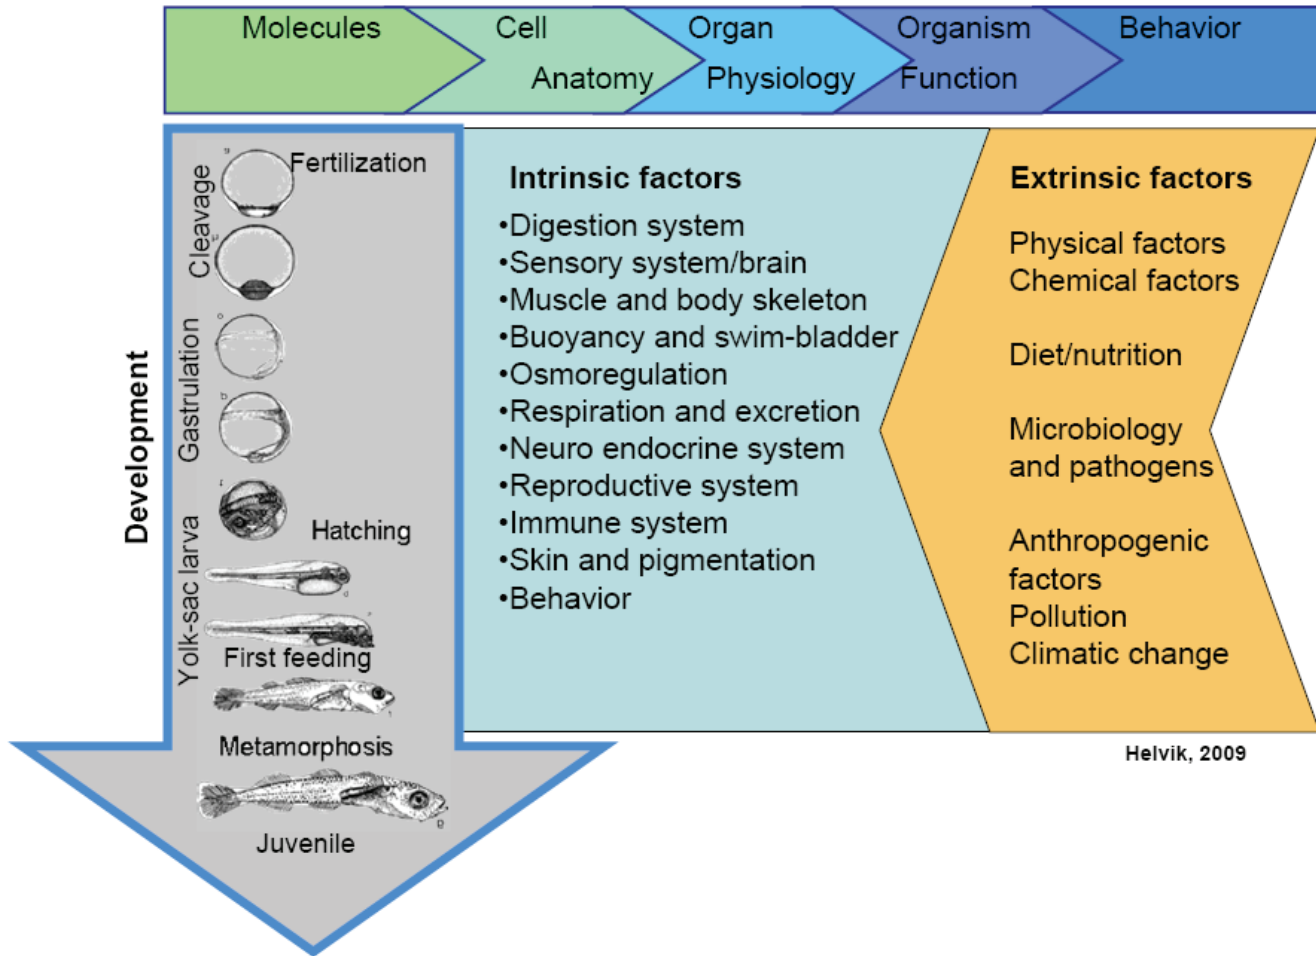 Molecules
Cell
Anatomy
Organ
Physiology
Organism
Function
Behavior
Development
Cleavage
Gastrulation
Yolk-sac larva
Fertilization
Hatching
First feeding
Metamorphosis
Juvenile
Intrinsic factors
•Digestion system
•Sensory system/brain
•Muscle and body skeleton
•Buoyancy and swim-bladder
•Osmoregulation
•Respiration and excretion
•Neuro endocrine system
•Reproductive system
•Immune system
•Skin and pigmentation
•Behavior
Extrinsic factors
Physical factors
Chemical factors
Diet/nutrition
Microbiology
and pathogens
Anthropogenic
factors
Pollution
Climatic change
Helvik, 2009